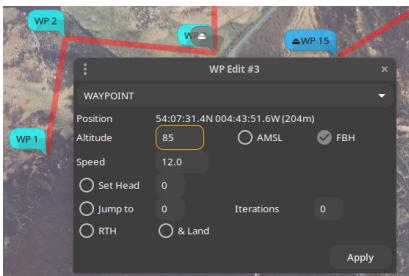 WP 2
WP
WP 15
WP Edit #3
WAYPOINT
Position 54:07:31.4N 004:43:51.6W (204m)
WP 1
Altitude 85 AMSL FBH
Speed 12.0
Set Head 0
Jump to 0 Iterations 0
RTH & Land
Apply